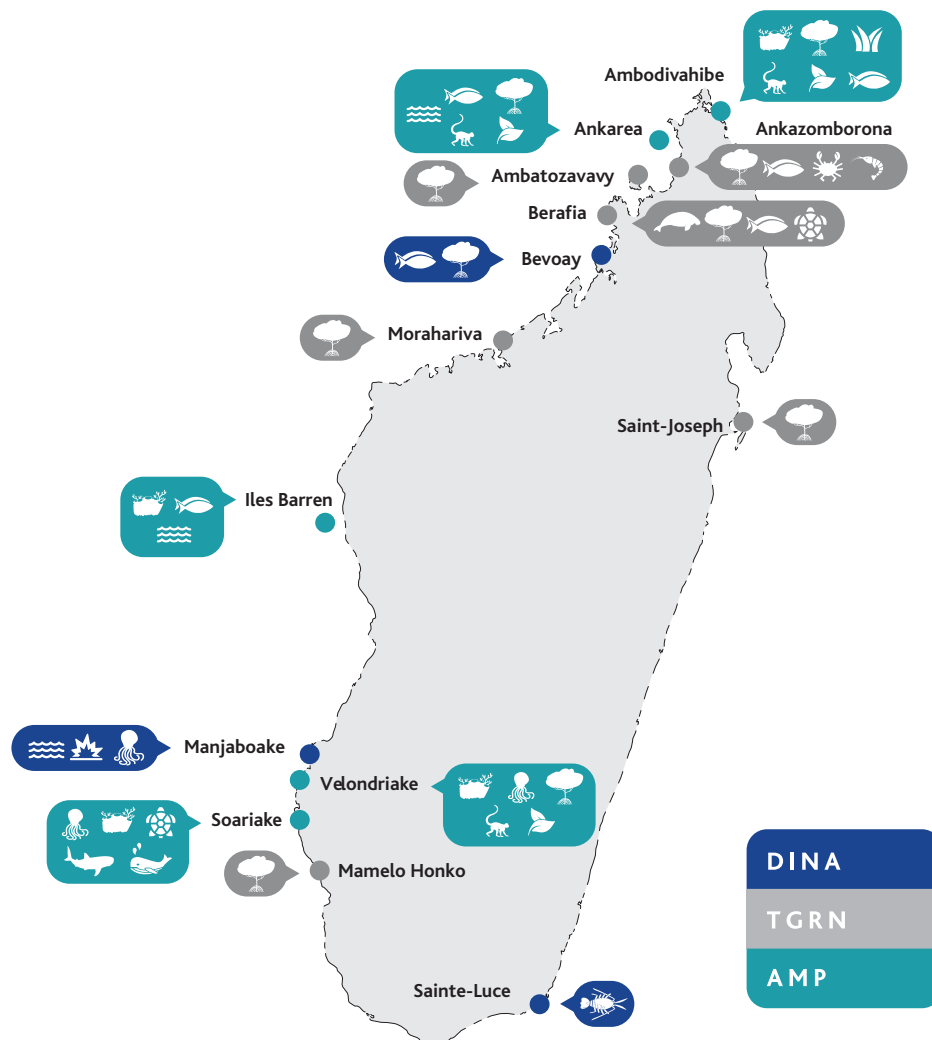 Ambodivahibe
Ankarea
Ankazomborona
Ambatozavavy
Berafia
Bevoay
Morahariva
Saint-Joseph
Iles Barren
Manjaboake
Velondriake
Soariake
Mamelo Honko
DINA
TGRN
AMP
Sainte-Luce